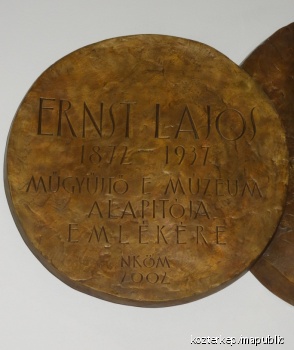 ERNST LAJOS
1872-1937
MŰGYŰJTŐ E MÚZEUM
ALAPÍTÓJA
EMLÉKÉRE
NKÖM
2002
kozterkep/mapublic